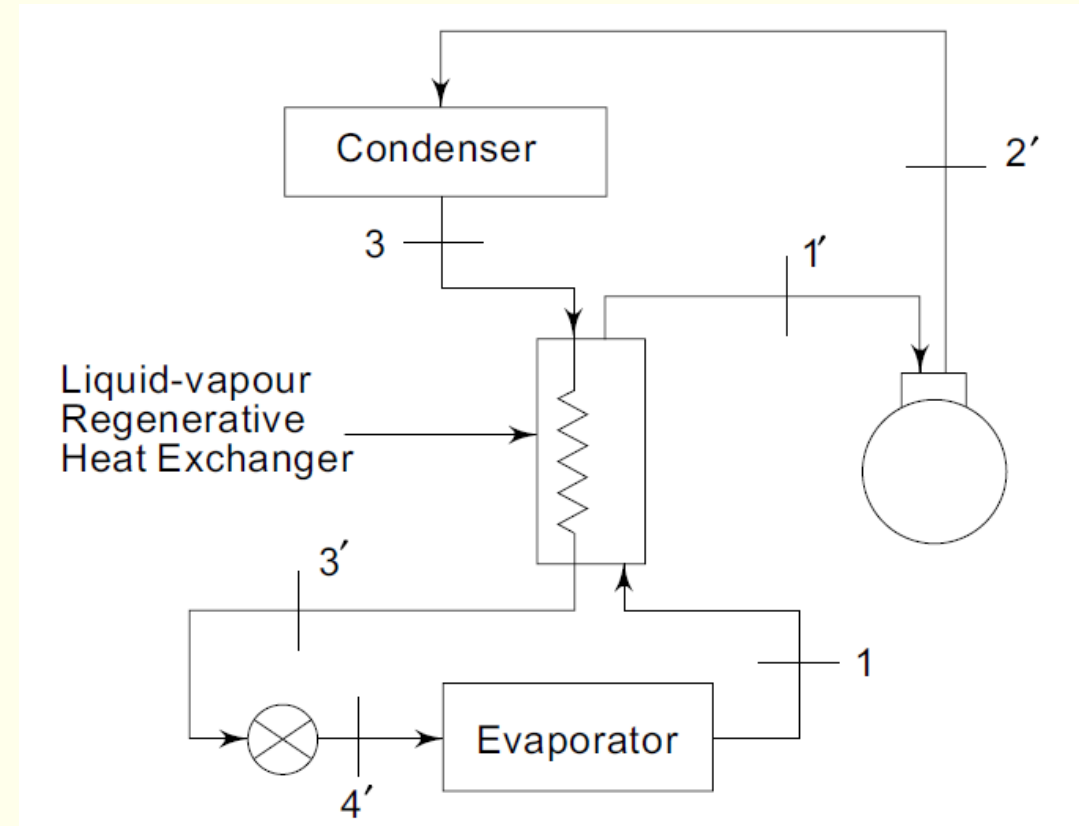 Condenser
2′
3
1′
Liquid-vapour
Regenerative
Heat Exchanger
3′
1
Evaporator
4′